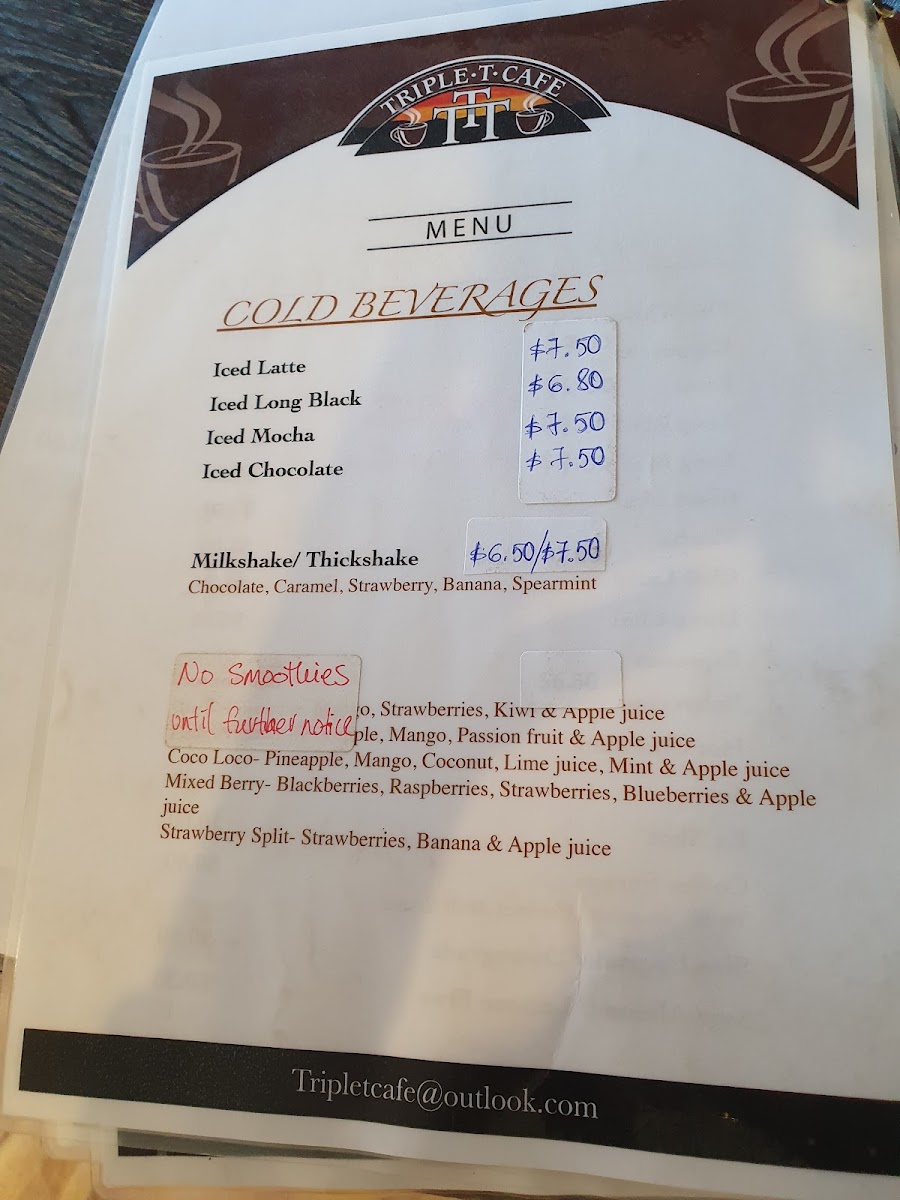 TRIPLE·T·CAFE
TTT
MENU
COLD BEVERAGES
Iced Latte $7.50
Iced Long Black $6.80
Iced Mocha $7.50
Iced Chocolate $7.50
Milkshake/ Thickshake $6.50/$7.50
Chocolate, Caramel, Strawberry, Banana, Spearmint
No Smoothies
until further notice
o, Strawberries, Kiwi & Apple juice
ple, Mango, Passion fruit & Apple juice
Coco Loco- Pineapple, Mango, Coconut, Lime juice, Mint & Apple juice
Mixed Berry- Blackberries, Raspberries, Strawberries, Blueberries & Apple
juice
Strawberry Split- Strawberries, Banana & Apple juice
Tripletcafe@outlook.com